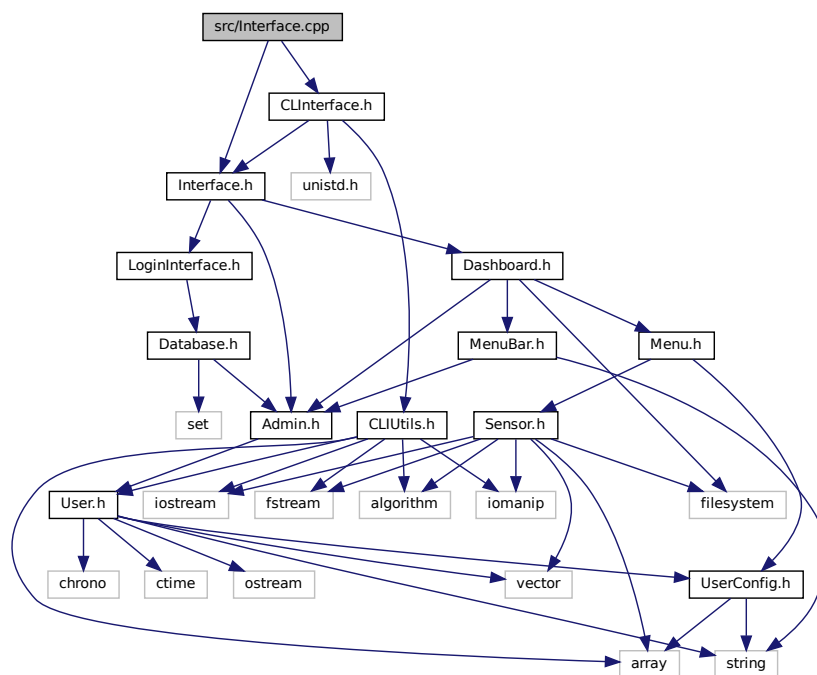 src/Interface.cpp
CLInterface.h
Interface.h
unistd.h
LoginInterface.h
Dashboard.h
Database.h
MenuBar.h
Menu.h
set
Admin.h
CLIUtils.h
Sensor.h
User.h
iostream
fstream
algorithm
iomanip
filesystem
chrono
ctime
ostream
vector
UserConfig.h
array
string